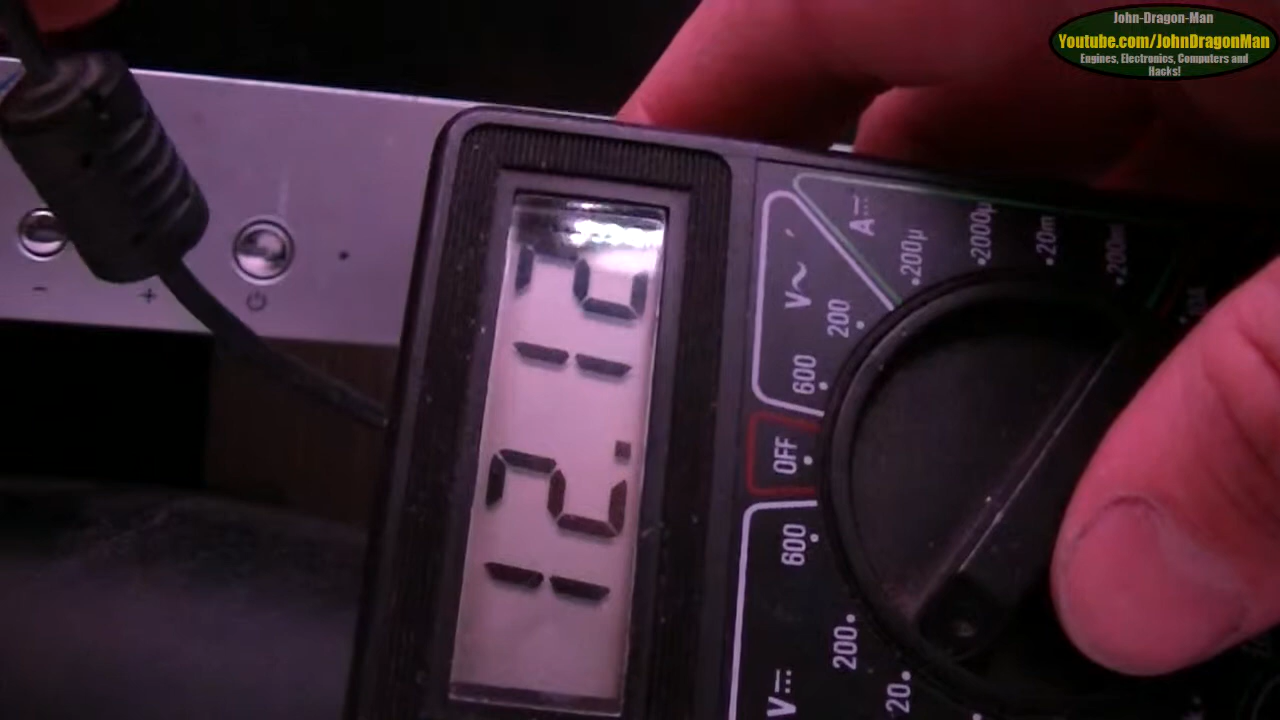 John-Dragon-Man
Youtube.com/JohnDragonMan
Engines, Electronics, Computers and
Hacks!
A
200µ
2000µ
20m
200m
V~
200
600
OFF
600
200
20
V
−
+